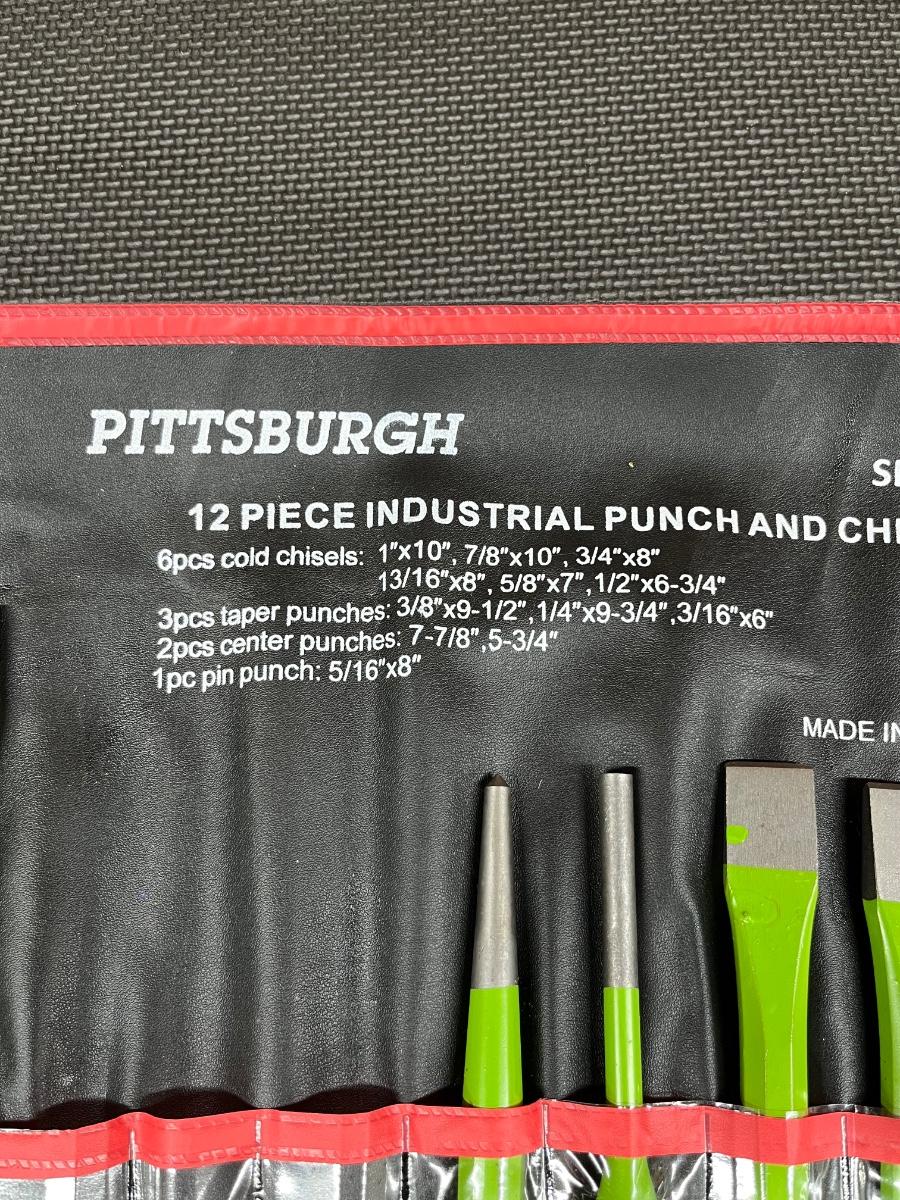 PITTSBURGH
12 PIECE INDUSTRIAL PUNCH AND
6pcs cold chisels: 1"x10", 7/8"x10", 3/4"x8"
13/16"x8", 5/8"x7",1/2"x6-3/4"
3pcs taper punches: 3/8"x9-1/2",1/4"x9-3/4",3/16"x6"
2pcs center punches: 7-7/8",5-3/4"
1pc pin punch: 5/16"x8"
MADE IN